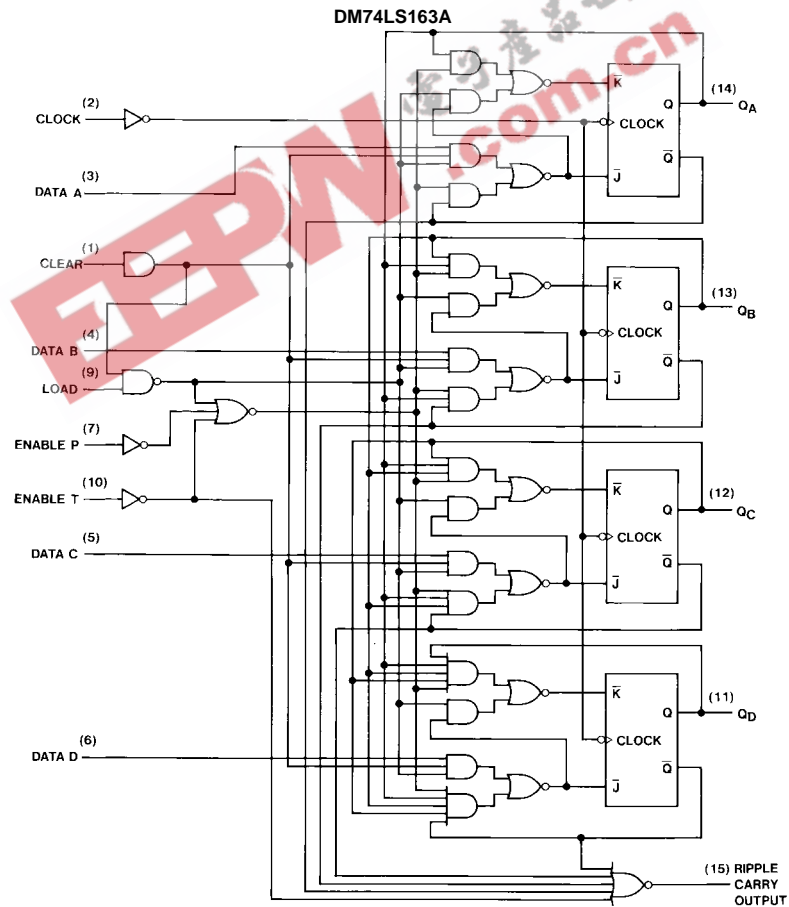 DM74LS163A
EEPW
.com.cn
(2)
CLOCK
(3)
DATA A
(1)
CLEAR
(4)
DATA B
(9)
LOAD
(7)
ENABLE P
(10)
ENABLE T
(5)
DATA C
(6)
DATA D
K
Q
CLOCK
Q
J
(14)
QA
K
Q
CLOCK
Q
J
(13)
QB
K
Q
CLOCK
Q
J
(12)
QC
K
Q
CLOCK
Q
J
(11)
QD
(15) RIPPLE
CARRY
OUTPUT